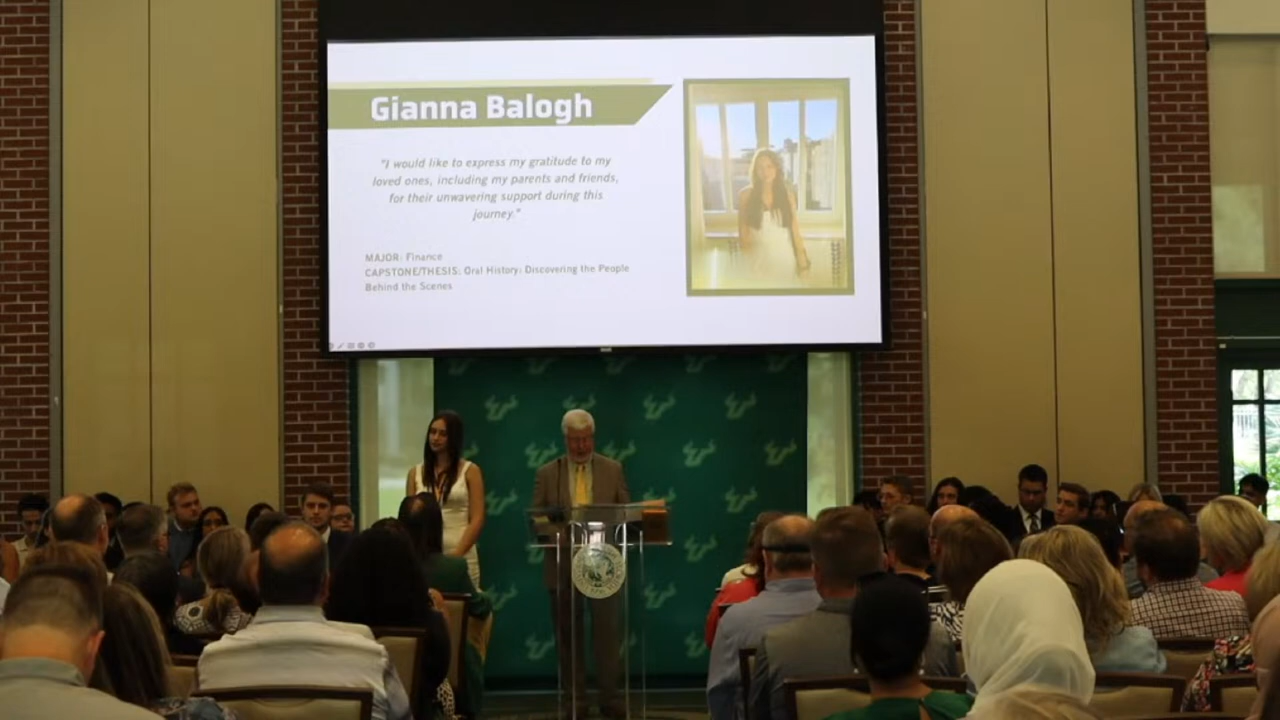 Gianna Balogh
"I would like to express my gratitude to my
loved ones, including my parents and friends,
for their unwavering support during this
journey."
MAJOR: Finance
CAPSTONE/THESIS: Oral History: Discovering the People
Behind the Scenes